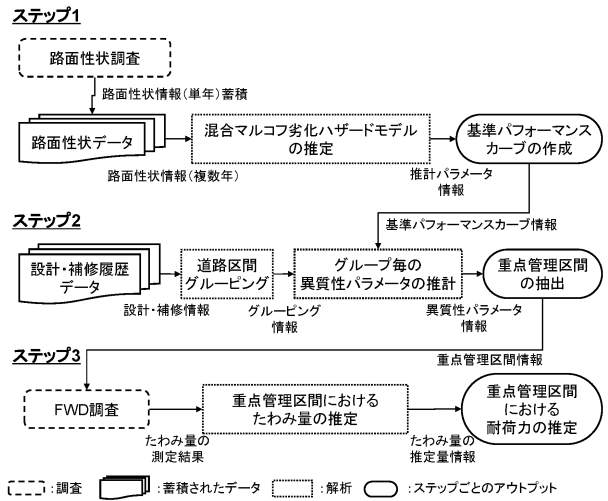 ステップ1
路面性状調査
路面性状情報(単年)蓄積
路面性状データ
路面性状情報(複数年)
混合マルコフ劣化ハザードモデル
の推定
推計パラメータ
情報
基準パフォーマンス
カーブの作成
ステップ2
基準パフォーマンスカーブ情報
設計・補修履歴
データ
設計・補修情報
道路区間
グルーピング
グルーピング
情報
グループ毎の
異質性パラメータの推計
異質性パラメータ
情報
重点管理区間
の抽出
ステップ3
重点管理区間情報
FWD調査
たわみ量の
測定結果
重点管理区間における
たわみ量の推定
たわみ量の
推定量情報
重点管理区間
における
耐荷力の推定
:調査
:蓄積されたデータ
:解析
:ステップごとのアウトプット